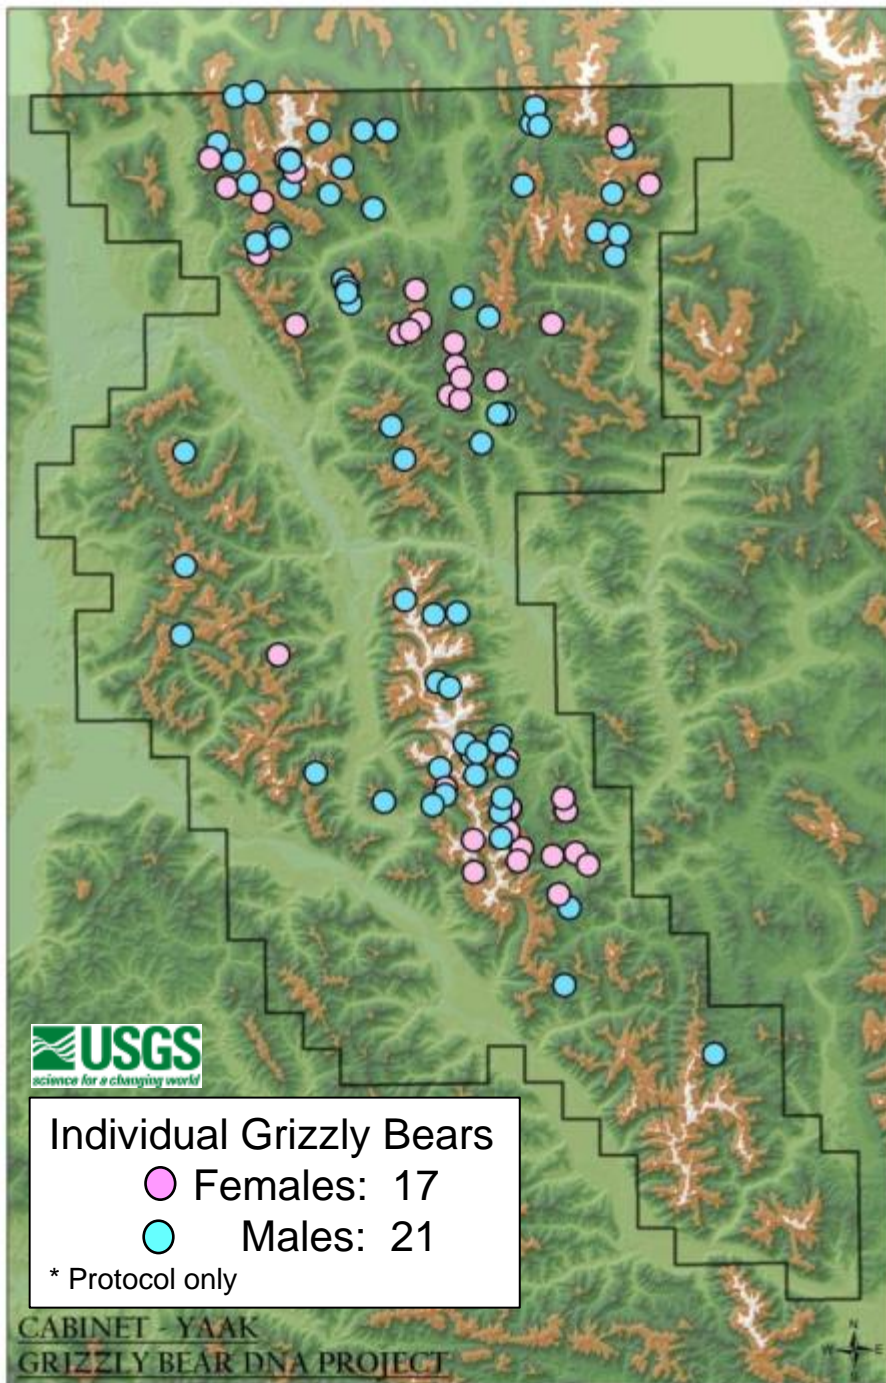 USGS
science for a changing world
Individual Grizzly Bears
Females: 17
Males: 21
* Protocol only
CABINET - YAAK
GRIZZLY BEAR DNA PROJECT
N
W E
S